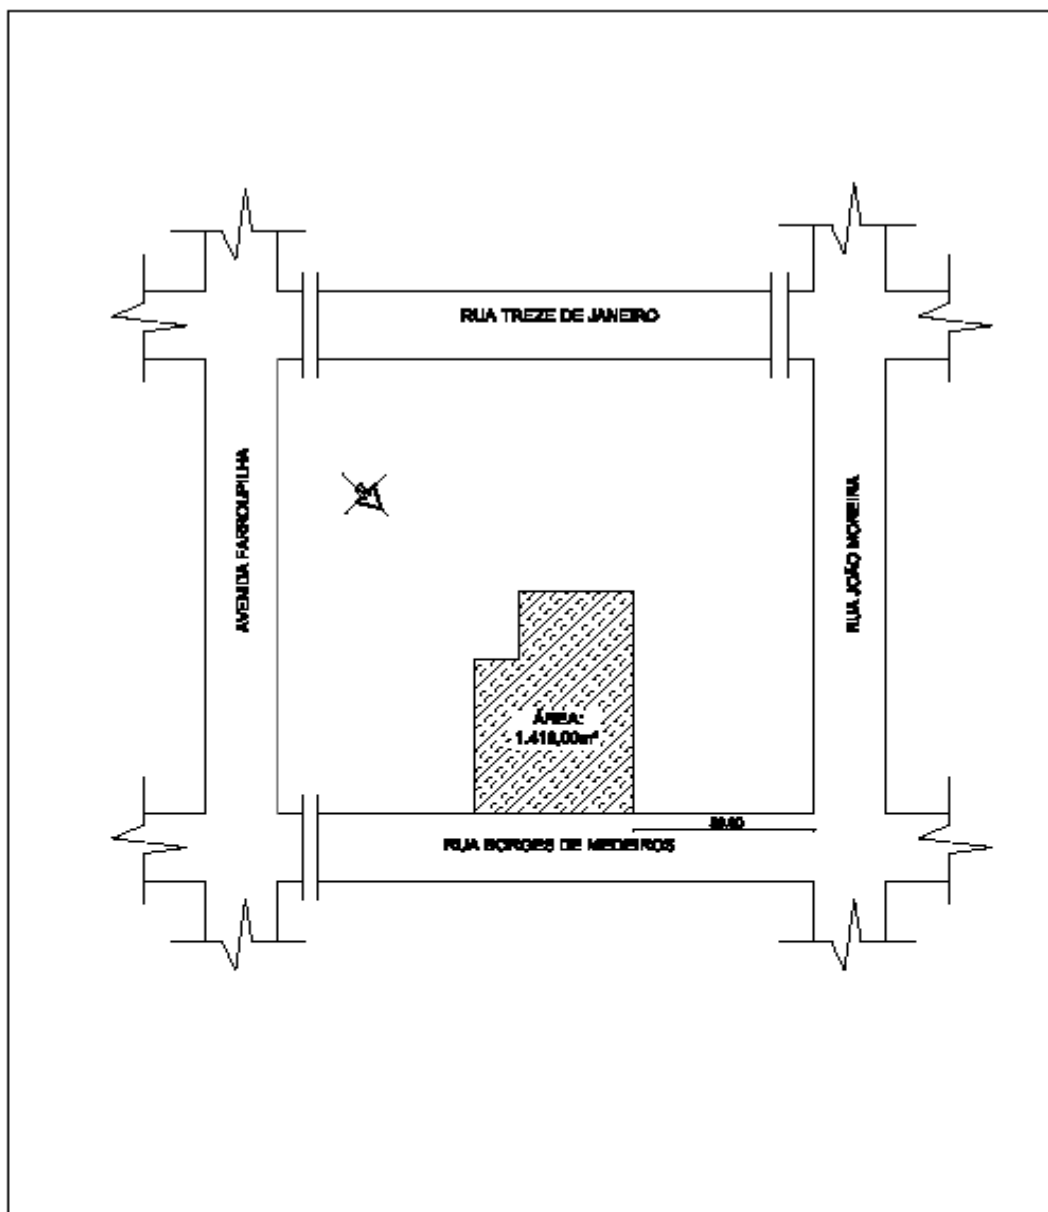 RUA TREZE DE JANEIRO
AVENIDA FARROUPILHA
RUA JOÃO MOREIRA
ÁREA:
RUA BORGES DE MEDEIROS